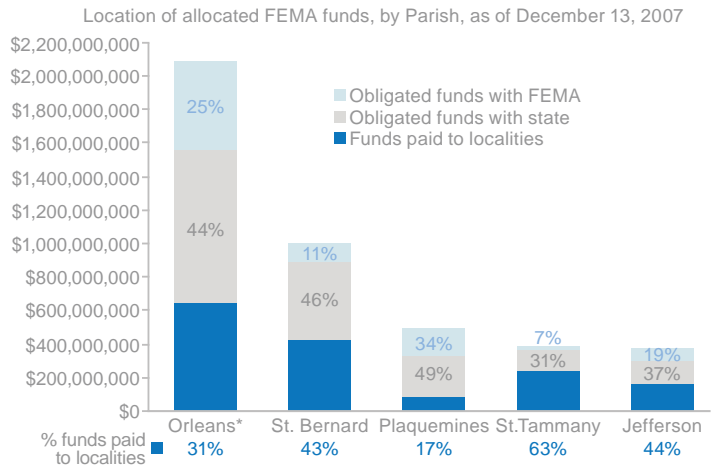 Location of allocated FEMA funds, by Parish, as of December 13, 2007
$2,200,000,000
$2,000,000,000
$1,800,000,000
$1,600,000,000
$1,400,000,000
$1,200,000,000
$1,000,000,000
$800,000,000
$600,000,000
$400,000,000
$200,000,000
$0
Obligated funds with FEMA
Obligated funds with state
Funds paid to localities
25%
44%
11%
46%
34%
49%
7%
31%
19%
37%
Orleans* St. Bernard Plaquemines St.Tammany Jefferson
% funds paid
to localities
31% 43% 17% 63% 44%